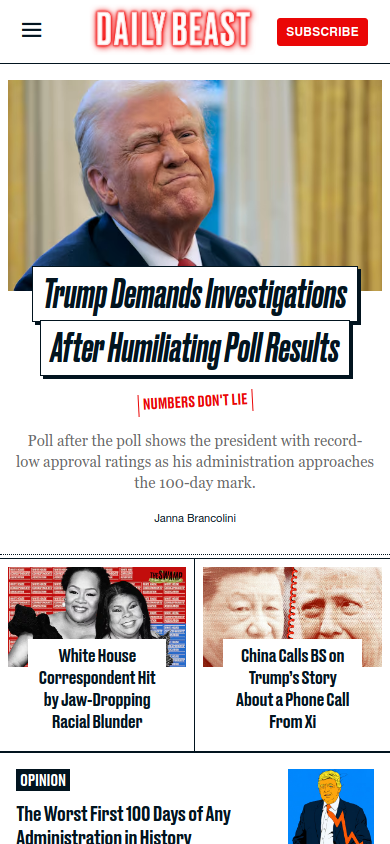 DAILY BEAST
SUBSCRIBE
Trump Demands Investigations
After Humiliating Poll Results
NUMBERS DON'T LIE
Poll after the poll shows the president with record-
low approval ratings as his administration approaches
the 100-day mark.
Janna Brancolini
White House
Correspondent Hit
by Jaw-Dropping
Racial Blunder
China Calls BS on
Trump's Story
About a Phone Call
From Xi
OPINION
The Worst First 100 Days of Any
Administration in History